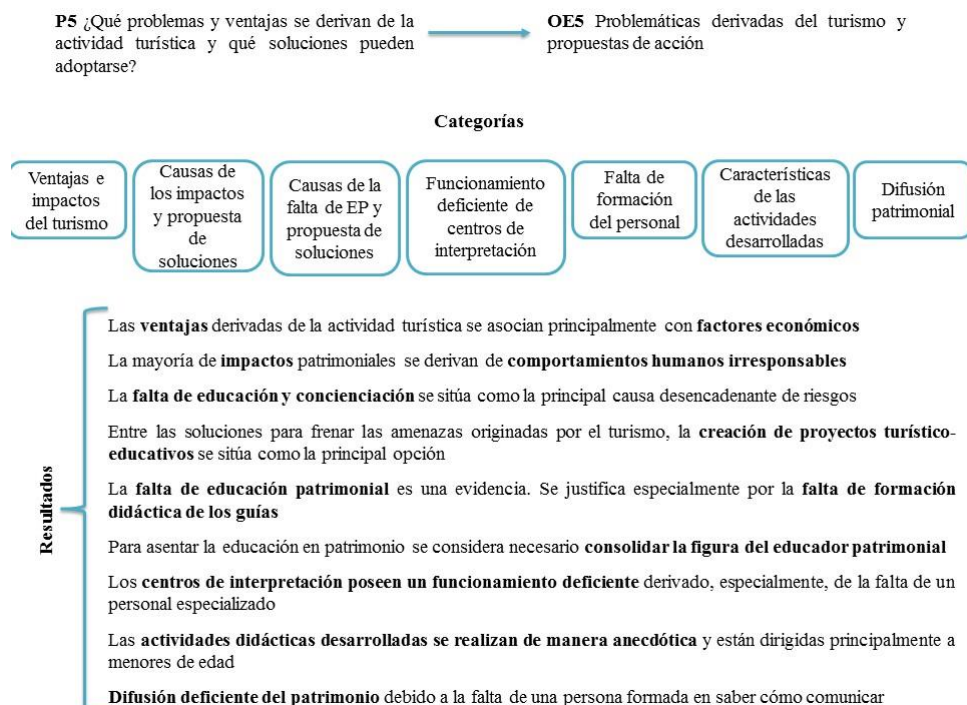 P5 ¿Qué problemas y ventajas se derivan de la
actividad turística y qué soluciones pueden
adoptarse?
OE5 Problemáticas derivadas del turismo y
propuestas de acción
Categorías
Ventajas e
impactos
del turismo
Causas de
los impactos
y propuesta
de
soluciones
Causas de la
falta de EP y
propuesta de
soluciones
Funcionamiento
deficiente de
centros de
interpretación
Falta de
formación
del personal
Características
de las
actividades
desarrolladas
Difusión
patrimonial
Resultados
Las ventajas derivadas de la actividad turística se asocian principalmente con factores económicos
La mayoría de impactos patrimoniales se derivan de comportamientos humanos irresponsables
La falta de educación y concienciación se sitúa como la principal causa desencadenante de riesgos
Entre las soluciones para frenar las amenazas originadas por el turismo, la creación de proyectos turístico-
educativos se sitúa como la principal opción
La falta de educación patrimonial es una evidencia. Se justifica especialmente por la falta de formación
didáctica de los guías
Para asentar la educación en patrimonio se considera necesario consolidar la figura del educador patrimonial
Los centros de interpretación poseen un funcionamiento deficiente derivado, especialmente, de la falta de un
personal especializado
Las actividades didácticas desarrolladas se realizan de manera anecdótica y están dirigidas principalmente a
menores de edad
Difusión deficiente del patrimonio debido a la falta de una persona formada en saber cómo comunicar